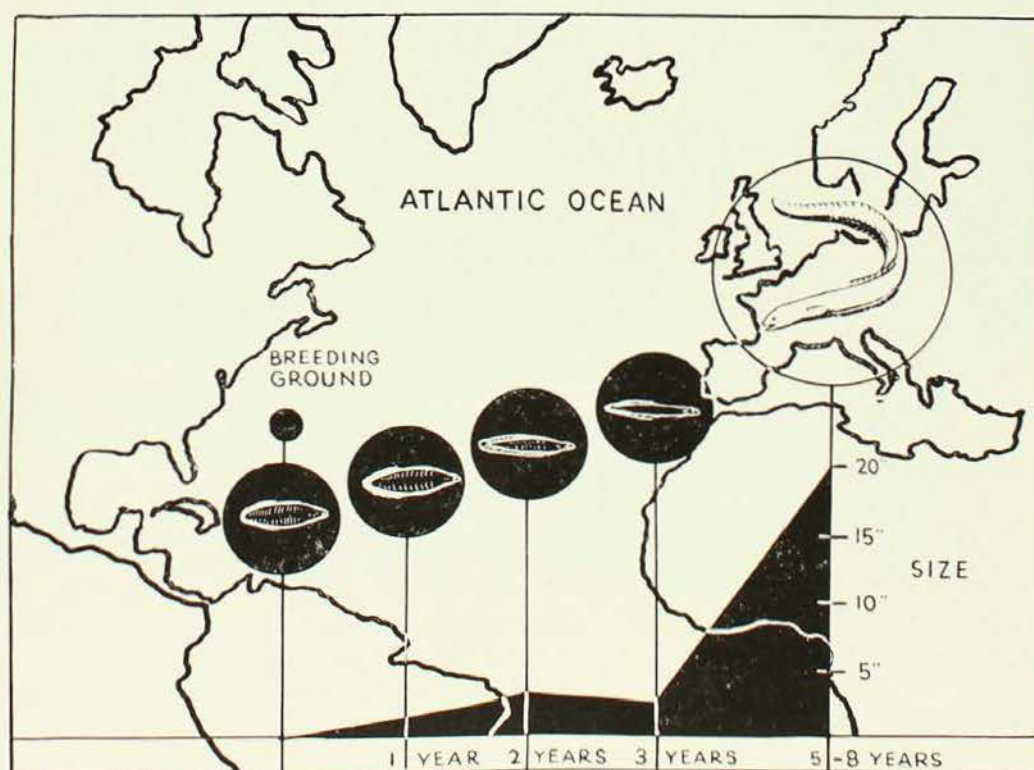 ATLANTIC OCEAN
BREEDING
GROUND
20"
15"
SIZE
10"
5"
1 YEAR 2 YEARS 3 YEARS 5-8 YEARS